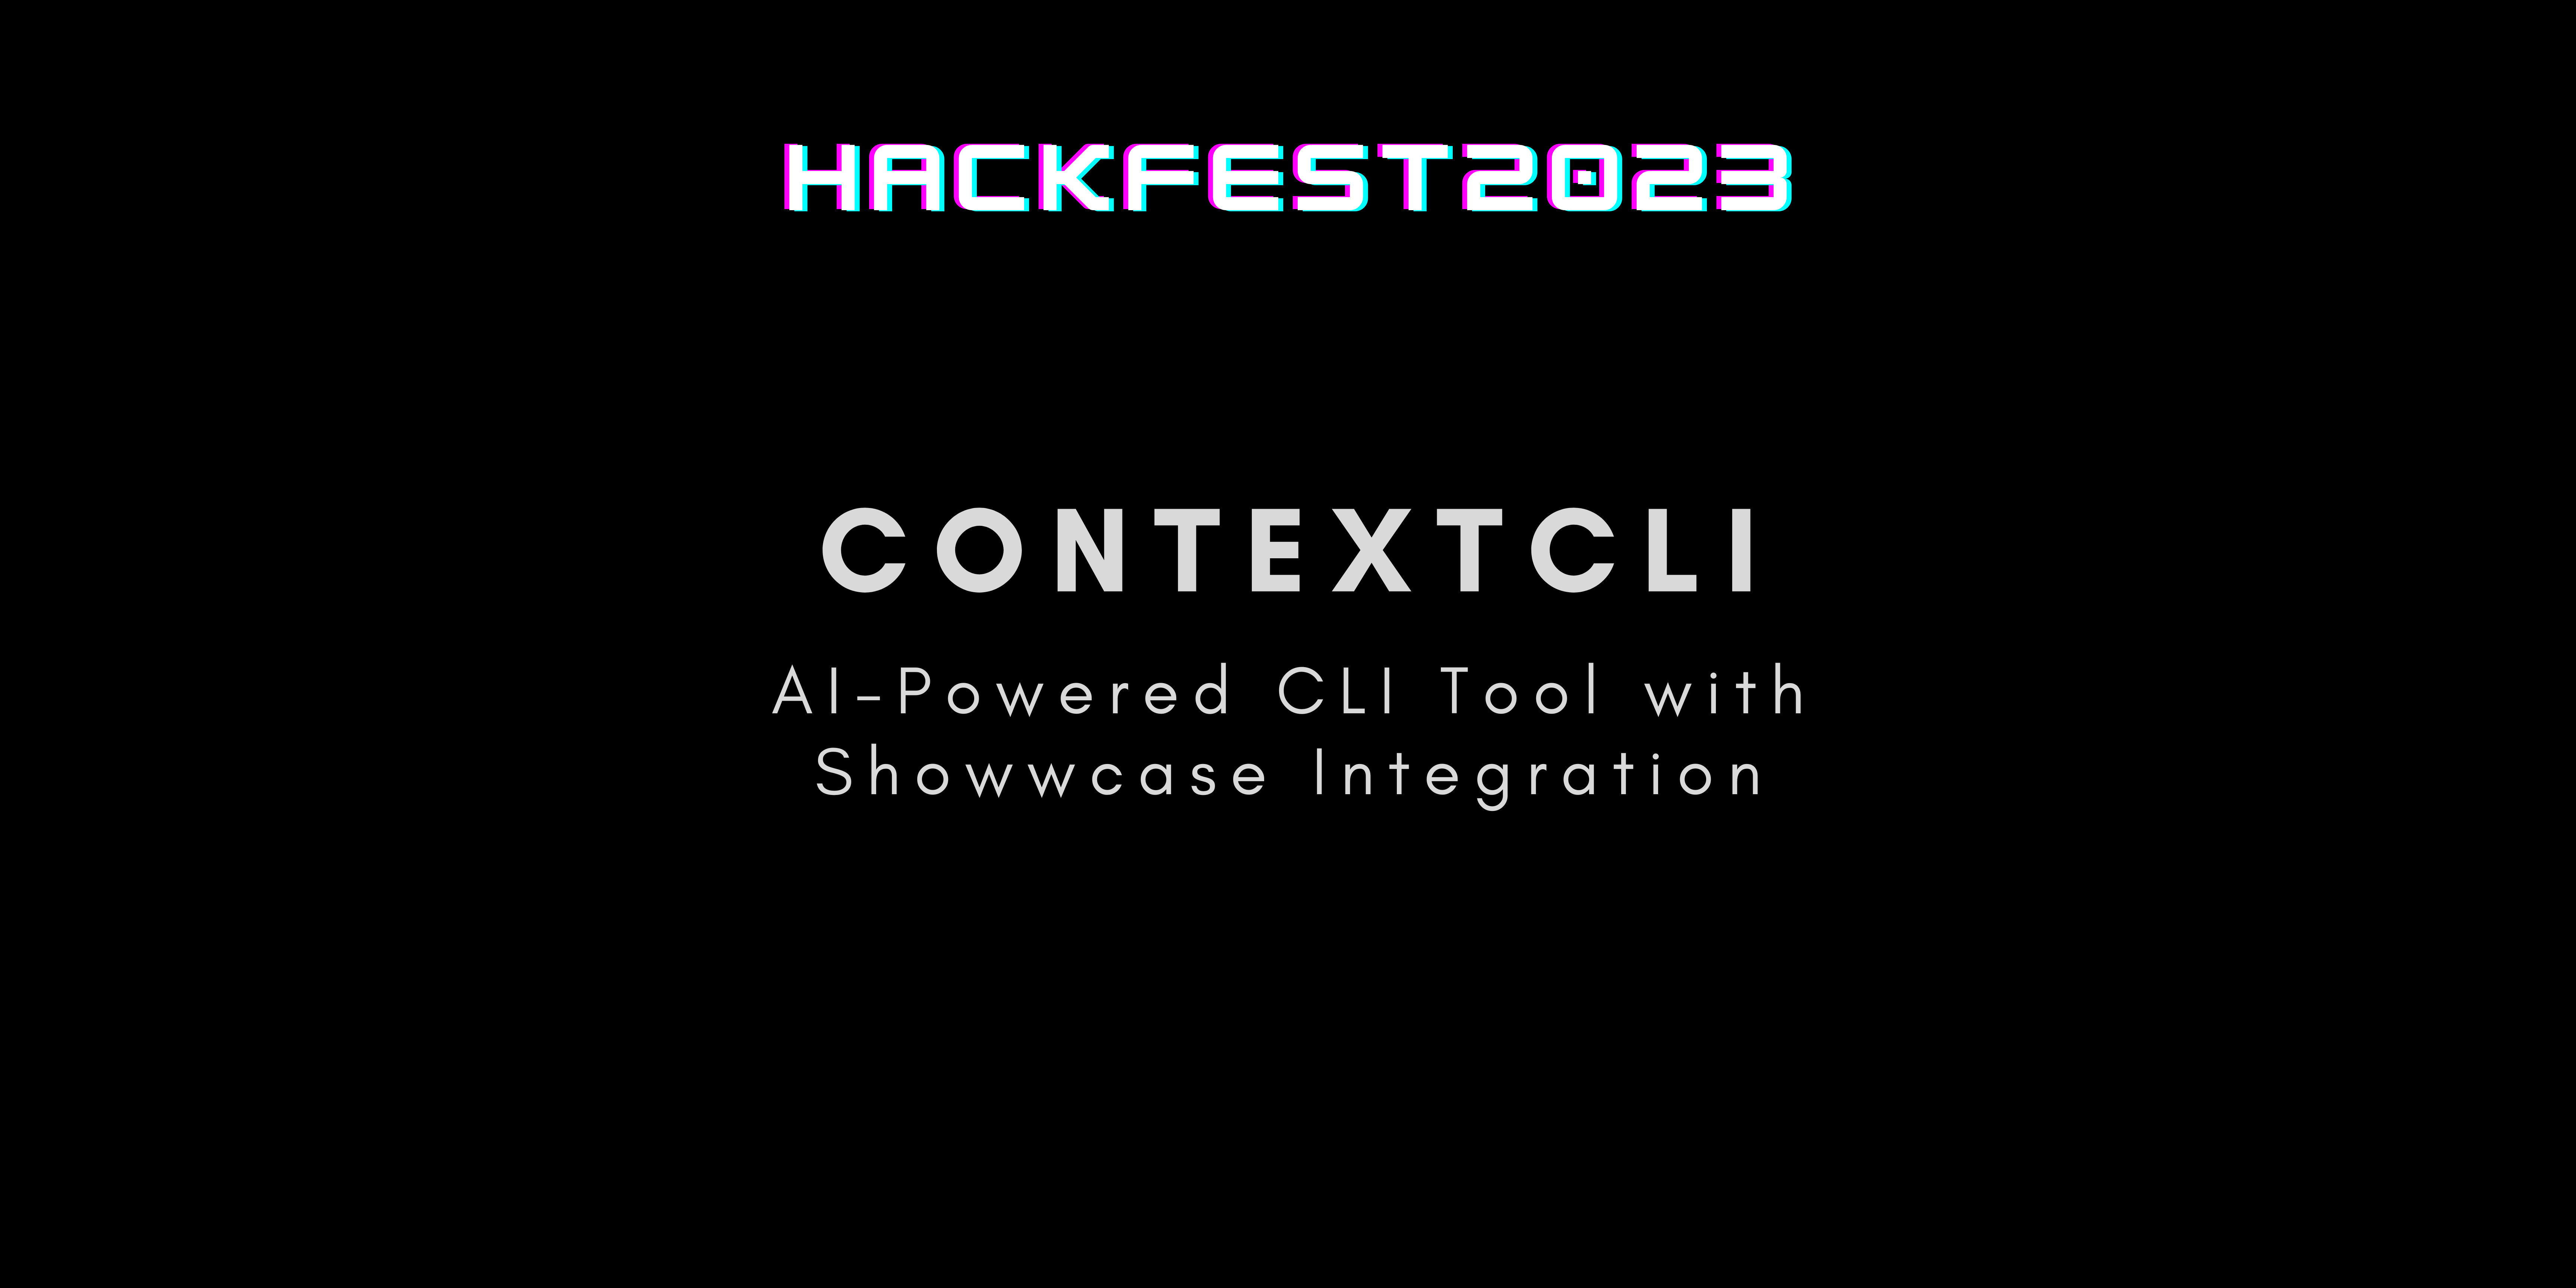 HACKFEST2023
CONTEXTCLI
AI-Powered CLI Tool with
Showwcase Integration